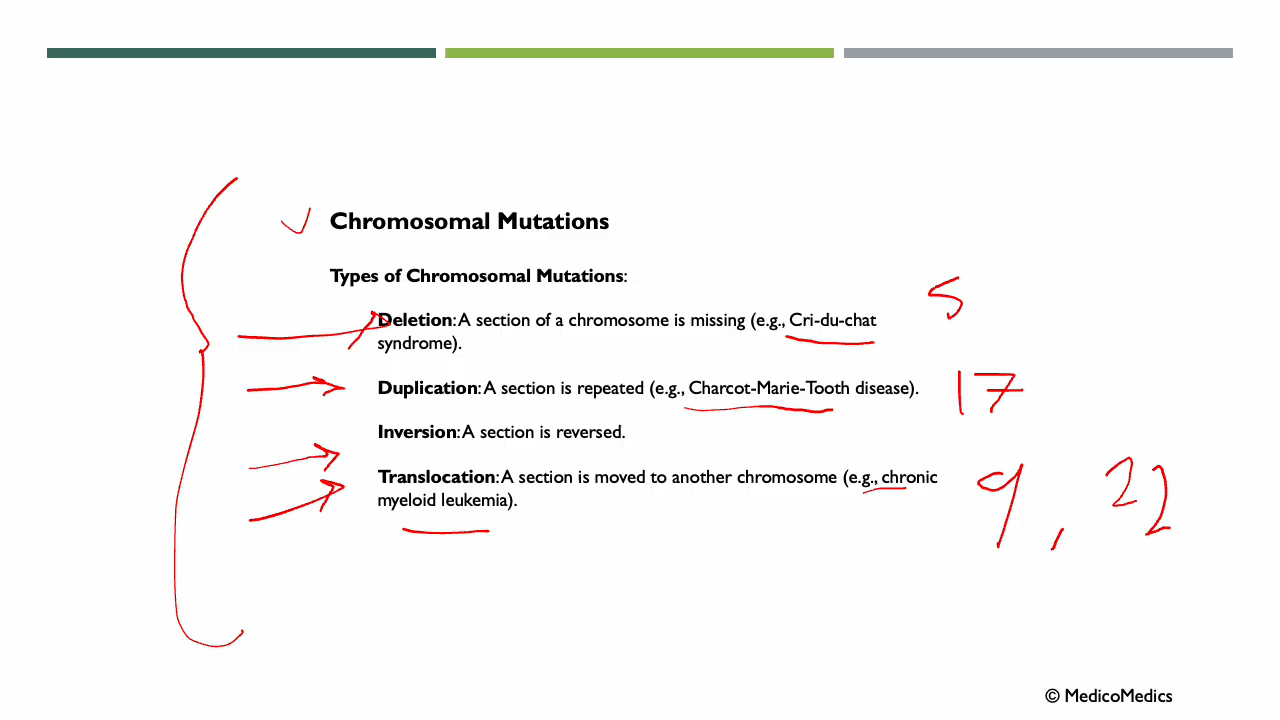 Chromosomal Mutations
Types of Chromosomal Mutations:
5
Deletion: A section of a chromosome is missing (e.g., Cri-du-chat
syndrome).
Duplication: A section is repeated (e.g., Charcot-Marie-Tooth disease). 17
Inversion: A section is reversed.
Translocation: A section is moved to another chromosome (e.g., chronic
myeloid leukemia).
9, 22
© MedicoMedics